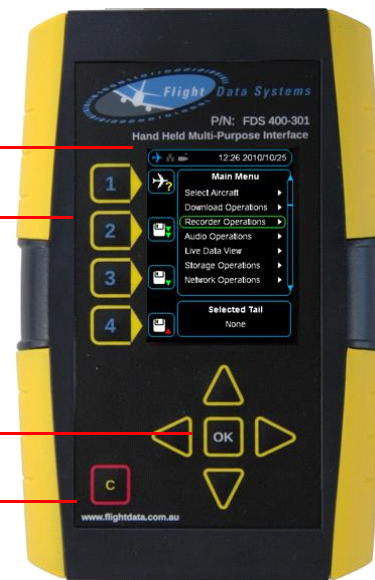 Flight Data Systems
P/N: FDS 400-301
Hand Held Multi-Purpose Interface
12:26 2010/10/25
1
2
3
4
?
Main Menu
Select Aircraft
Download Operations
Recorder Operations
Audio Operations
Live Data View
Storage Operations
Network Operations
Selected Tail
None
OK
C
www.flightdata.com.au